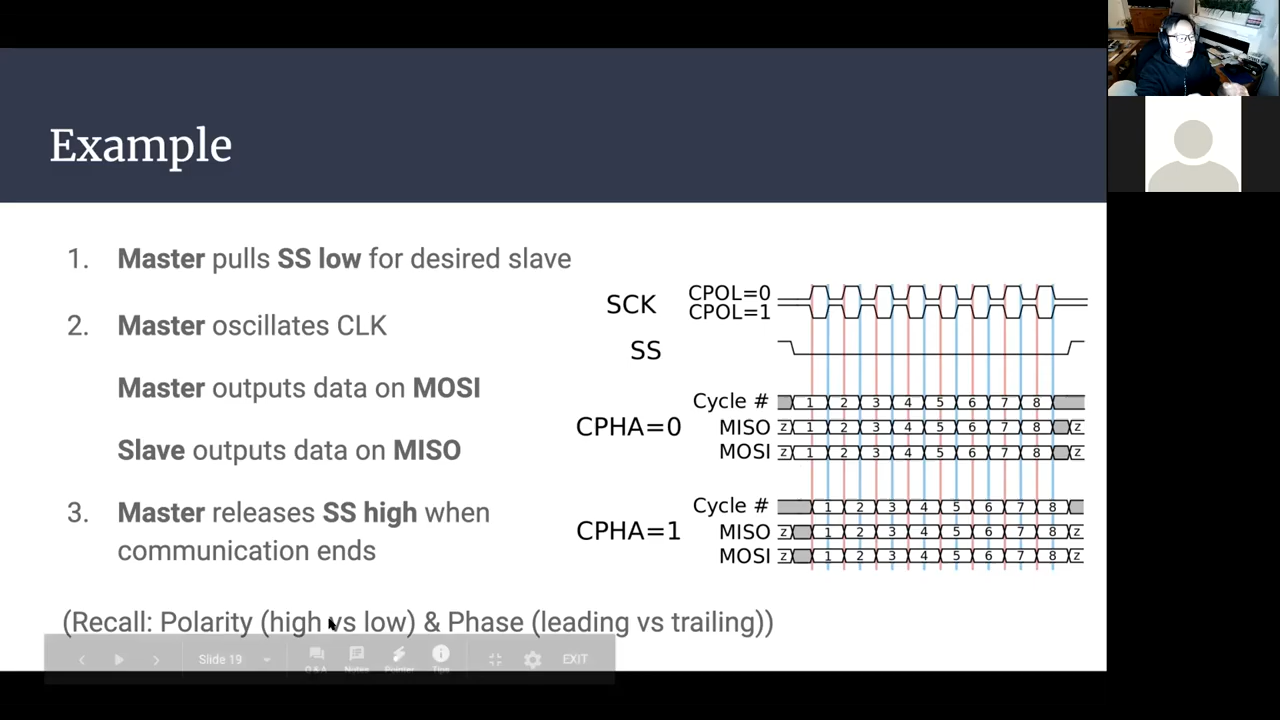 Example
1. Master pulls SS low for desired slave
2. Master oscillates CLK
Master outputs data on MOSI
Slave outputs data on MISO
3. Master releases SS high when
communication ends
(Recall: Polarity (high vs low) & Phase (leading vs trailing))
SCK
CPOL=0
CPOL=1
SS
CPHA=0
Cycle # 1 2 3 4 5 6 7 8
MISO z 1 2 3 4 5 6 7 8 z
MOSI z 1 2 3 4 5 6 7 8 z
CPHA=1
Cycle # 1 2 3 4 5 6 7 8
MISO z 1 2 3 4 5 6 7 8 z
MOSI z 1 2 3 4 5 6 7 8 z
Slide 19
Q & A
Notes
Pointer
Tips
EXIT